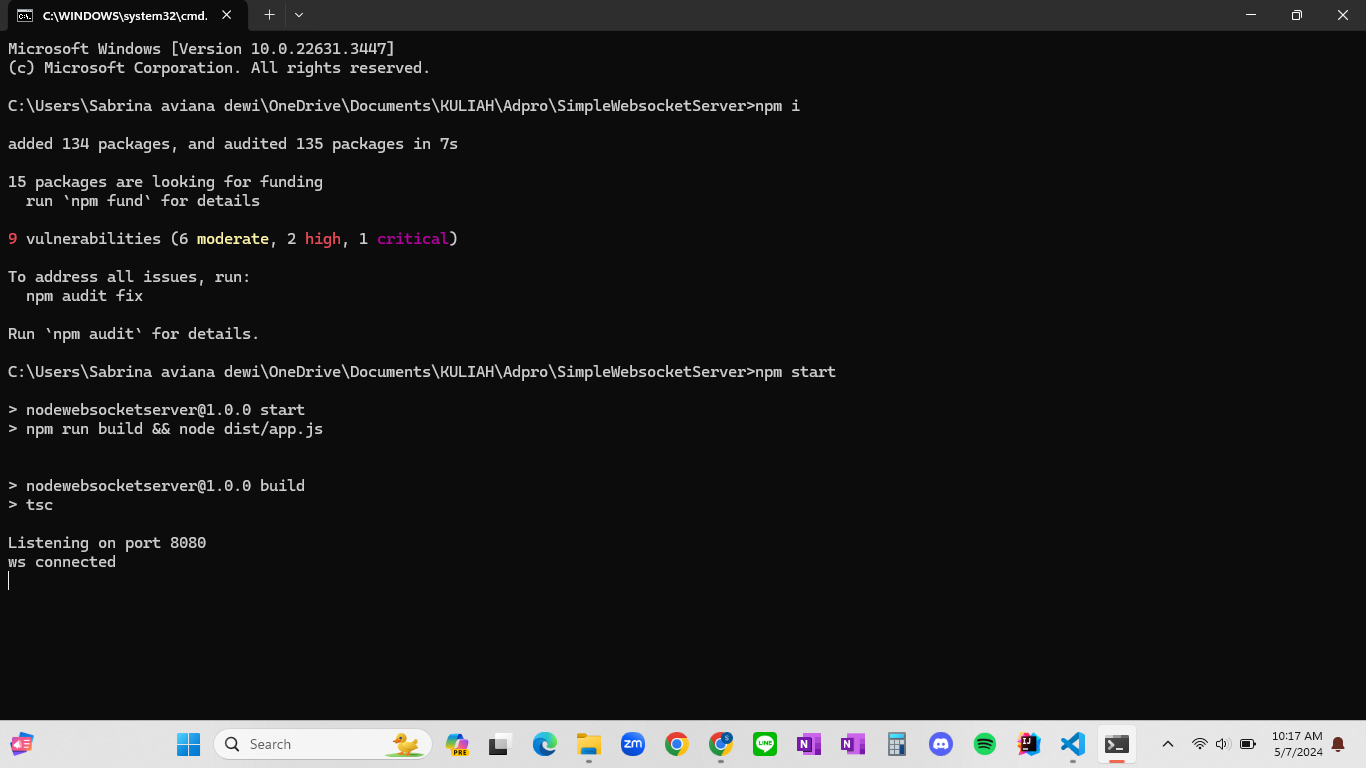 C:\WINDOWS\system32\cmd.
Microsoft Windows [Version 10.0.22631.3447]
(c) Microsoft Corporation. All rights reserved.
C:\Users\Sabrina aviana dewi\OneDrive\Documents\KULIAH\Adpro\SimpleWebsocketServer>npm i
added 134 packages, and audited 135 packages in 7s
15 packages are looking for funding
run `npm fund` for details
9 vulnerabilities (6 moderate, 2 high, 1 critical)
To address all issues, run:
npm audit fix
Run `npm audit` for details.
C:\Users\Sabrina aviana dewi\OneDrive\Documents\KULIAH\Adpro\SimpleWebsocketServer>npm start
> nodewebsocketserver@1.0.0 start
> npm run build && node dist/app.js
> nodewebsocketserver@1.0.0 build
> tsc
Listening on port 8080
ws connected
Search
PRE
zm
S
LINE
N
N
IJ
10:17 AM
5/7/2024